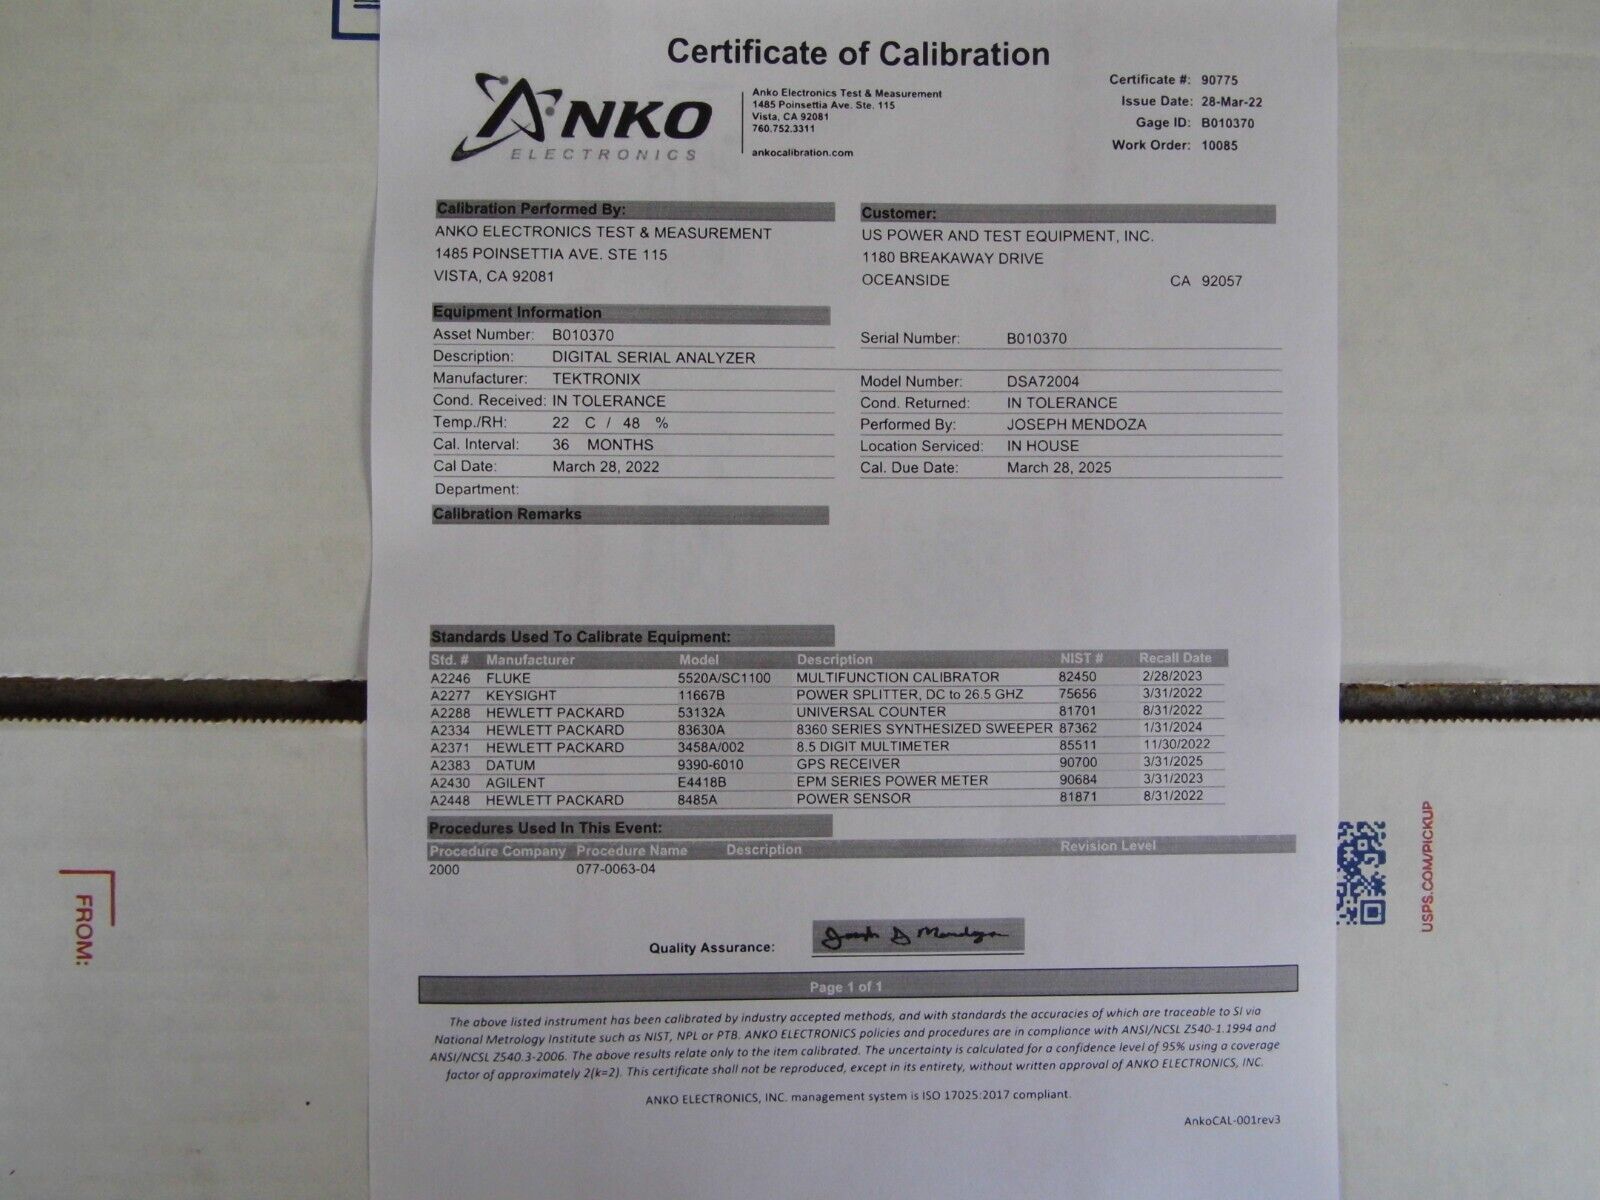 Certificate of Calibration
ANKO
ELECTRONICS
Anko Electronics Test & Measurement
1485 Poinsettia Ave. Ste. 115
Vista, CA 92081
760.752.3311
ankocalibration.com
Certificate #: 90775
Issue Date: 28-Mar-22
Gage ID: B010370
Work Order: 10085
Calibration Performed By:
ANKO ELECTRONICS TEST & MEASUREMENT
1485 POINSETTIA AVE. STE 115
VISTA, CA 92081
Customer:
US POWER AND TEST EQUIPMENT, INC.
1180 BREAKAWAY DRIVE
OCEANSIDE CA 92057
Equipment Information
Asset Number: B010370 Serial Number: B010370
Description: DIGITAL SERIAL ANALYZER
Manufacturer: TEKTRONIX Model Number: DSA72004
Cond. Received: IN TOLERANCE Cond. Returned: IN TOLERANCE
Temp./RH: 22 C / 48 % Performed By: JOSEPH MENDOZA
Cal. Interval: 36 MONTHS Location Serviced: IN HOUSE
Cal Date: March 28, 2022 Cal. Due Date: March 28, 2025
Department:
Calibration Remarks
Standards Used To Calibrate Equipment:
Std. # Manufacturer Model Description NIST # Recall Date
A2246 FLUKE 5520A/SC1100 MULTIFUNCTION CALIBRATOR 82450 2/28/2023
A2277 KEYSIGHT 11667B POWER SPLITTER, DC to 26.5 GHZ 75656 3/31/2022
A2288 HEWLETT PACKARD 53132A UNIVERSAL COUNTER 81701 8/31/2022
A2334 HEWLETT PACKARD 83630A 8360 SERIES SYNTHESIZED SWEEPER 87362 1/31/2024
A2371 HEWLETT PACKARD 3458A/002 8.5 DIGIT MULTIMETER 85511 11/30/2022
A2383 DATUM 9390-6010 GPS RECEIVER 90700 3/31/2025
A2430 AGILENT E4418B EPM SERIES POWER METER 90684 3/31/2023
A2448 HEWLETT PACKARD 8485A POWER SENSOR 81871 8/31/2022
Procedures Used In This Event:
Procedure Company Procedure Name Description Revision Level
2000 077-0063-04
Quality Assurance: Joseph D Mendoza
Page 1 of 1
The above listed instrument has been calibrated by industry accepted methods, and with standards the accuracies of which are traceable to SI via
National Metrology Institute such as NIST, NPL or PTB. ANKO ELECTRONICS policies and procedures are in compliance with ANSI/NCSL Z540-1.1994 and
ANSI/NCSL Z540.3-2006. The above results relate only to the item calibrated. The uncertainty is calculated for a confidence level of 95% using a coverage
factor of approximately 2(k=2). This certificate shall not be reproduced, except in its entirety, without written approval of ANKO ELECTRONICS, INC.
ANKO ELECTRONICS, INC. management system is ISO 17025:2017 compliant.
AnkoCAL-001rev3
FROM:
USPS.COM/PICKUP